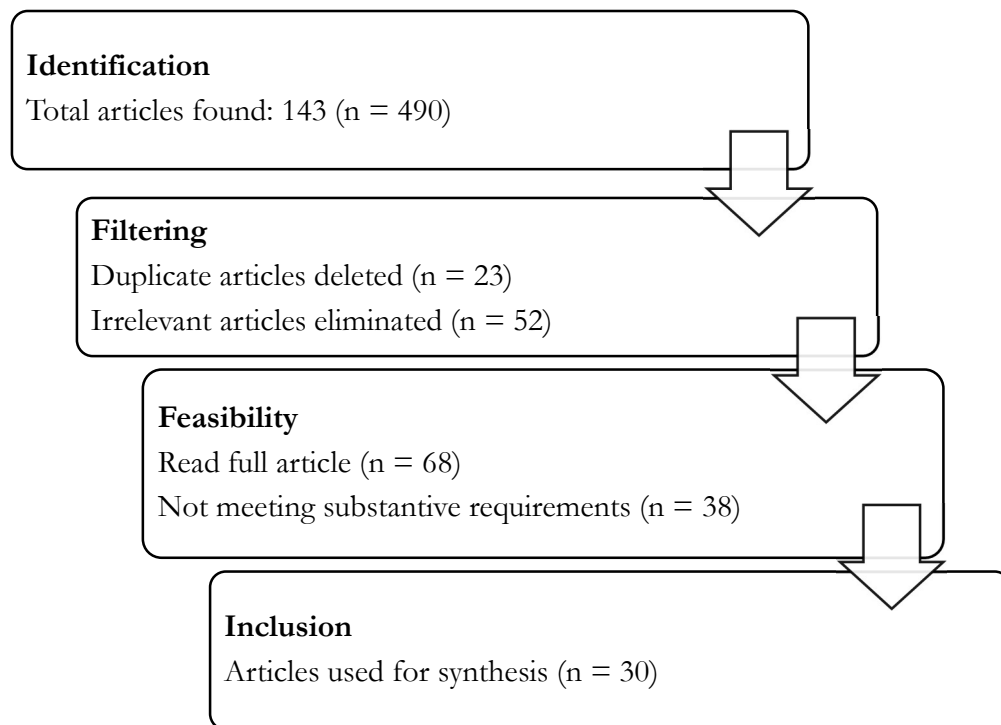 Identification
Total articles found: 143 (n = 490)
Filtering
Duplicate articles deleted (n = 23)
Irrelevant articles eliminated (n = 52)
Feasibility
Read full article (n = 68)
Not meeting substantive requirements (n = 38)
Inclusion
Articles used for synthesis (n = 30)